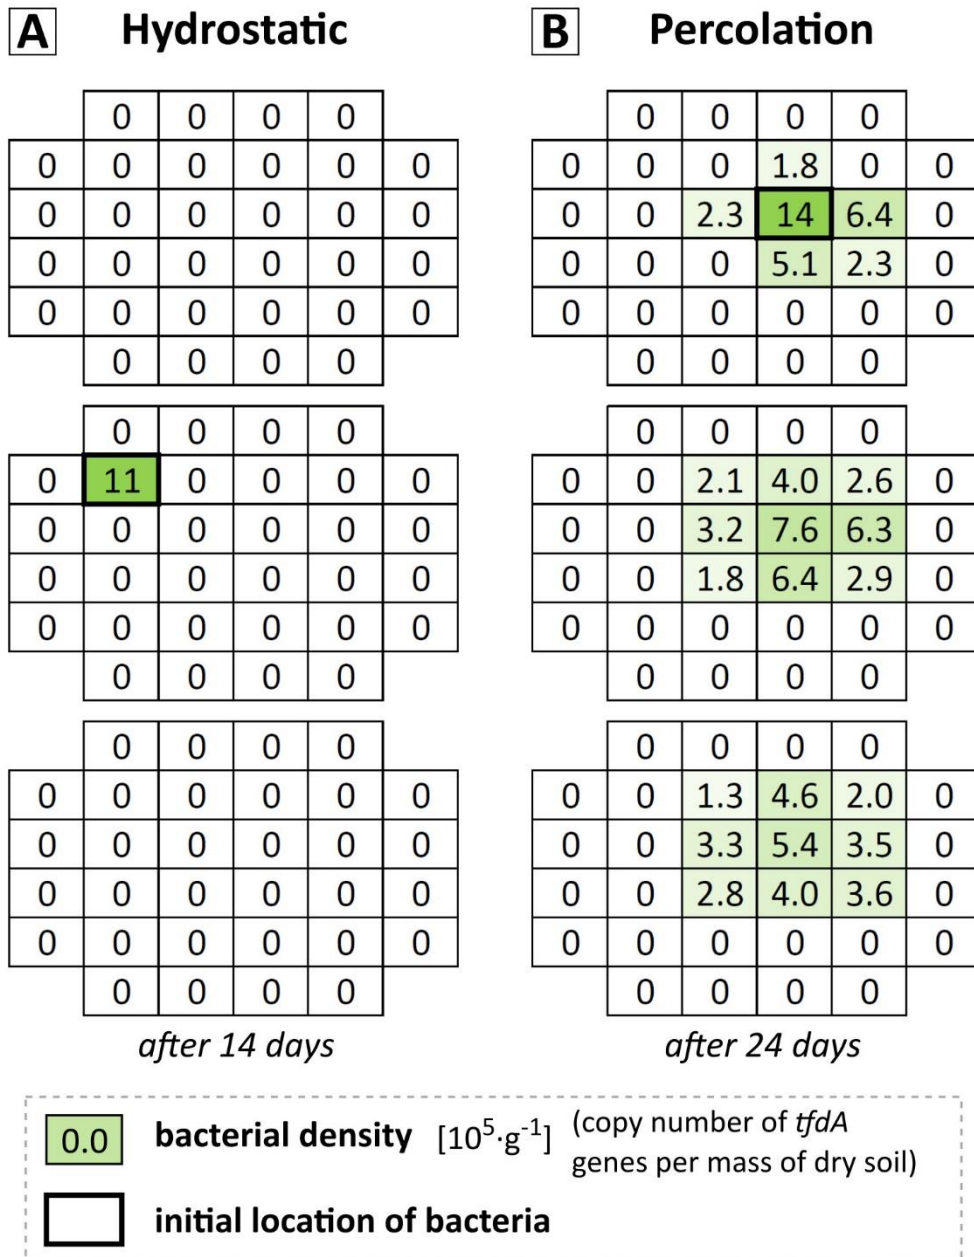 A Hydrostatic B Percolation
0 0 0 0 0 0 0 0
0 0 0 0 0 0 0 0 0 1.8 0 0
0 0 0 0 0 0 0 0 2.3 14 6.4 0
0 0 0 0 0 0 0 0 0 5.1 2.3 0
0 0 0 0 0 0 0 0 0 0 0 0
0 0 0 0 0 0 0 0
0 0 0 0 0 0 0 0
0 11 0 0 0 0 0 0 2.1 4.0 2.6 0
0 0 0 0 0 0 0 0 3.2 7.6 6.3 0
0 0 0 0 0 0 0 0 1.8 6.4 2.9 0
0 0 0 0 0 0 0 0 0 0 0 0
0 0 0 0 0 0 0 0
0 0 0 0 0 0 0 0
0 0 0 0 0 0 0 0 1.3 4.6 2.0 0
0 0 0 0 0 0 0 0 3.3 5.4 3.5 0
0 0 0 0 0 0 0 0 2.8 4.0 3.6 0
0 0 0 0 0 0 0 0 0 0 0 0
0 0 0 0 0 0 0 0
after 14 days after 24 days
0.0 bacterial density [10⁵·g⁻¹] (copy number of tfdA
genes per mass of dry soil)
initial location of bacteria